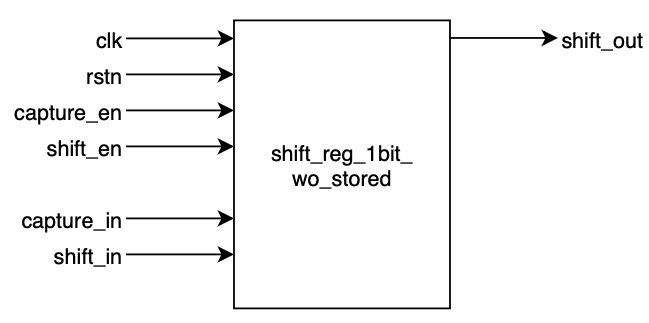 clk
rstn
capture_en
shift_en
capture_in
shift_in
shift_reg_1bit_
wo_stored
shift_out